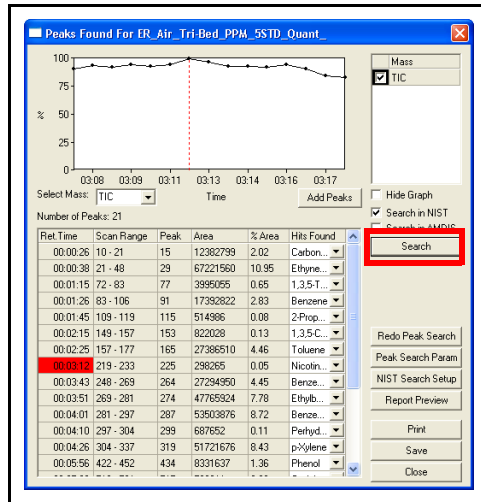 Peaks Found For ER_Air_Tri-Bed_PPM_5STD_Quant_
100
75
%
50
25
0
03:08 03:09 03:11 03:13 03:14 03:16 03:17
Time
Mass
TIC
Select Mass: TIC
Add Peaks
Hide Graph
Number of Peaks: 21
Search in NIST
Search in AMDIS
Search
Ret.Time Scan Range Peak Area % Area Hits Found
00:00:26 10 - 21 15 12382799 2.02 Carbon...
00:00:38 21 - 48 29 67221560 10.95 Ethyne...
00:01:15 72 - 83 77 3995055 0.65 1,3,5-T...
00:01:26 83 - 106 91 17392822 2.83 Benzene
00:01:45 109 - 119 115 514986 0.08 2-Prop...
00:02:15 149 - 157 153 822028 0.13 1,3,5-C...
00:02:25 157 - 177 165 27386510 4.46 Toluene
00:03:12 219 - 233 225 298265 0.05 Nicotin...
00:03:43 248 - 269 264 27294950 4.45 Benze...
00:03:51 269 - 281 274 47765924 7.78 Ethylb...
00:04:01 281 - 297 287 53503876 8.72 Benze...
00:04:10 297 - 304 299 687652 0.11 Perhyd...
00:04:26 304 - 337 319 51721676 8.43 p-Xylene
00:05:56 422 - 452 434 8331637 1.36 Phenol
Redo Peak Search
Peak Search Param
NIST Search Setup
Report Preview
Print
Save
Close